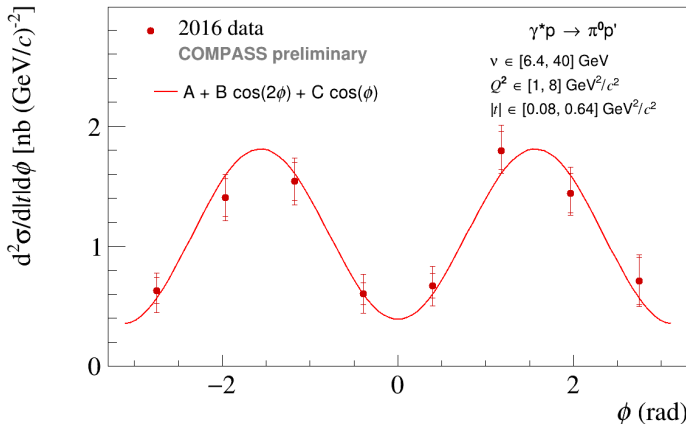 2016 data
COMPASS preliminary
A + B cos(2ϕ) + C cos(ϕ)
γ*p → π⁰p'
ν ∈ [6.4, 40] GeV
Q² ∈ [1, 8] GeV²/c²
|t| ∈ [0.08, 0.64] GeV²/c²
d²σ/d|t|dϕ [nb (GeV/c)⁻²]
2
1
0
−2 0 2
ϕ (rad)